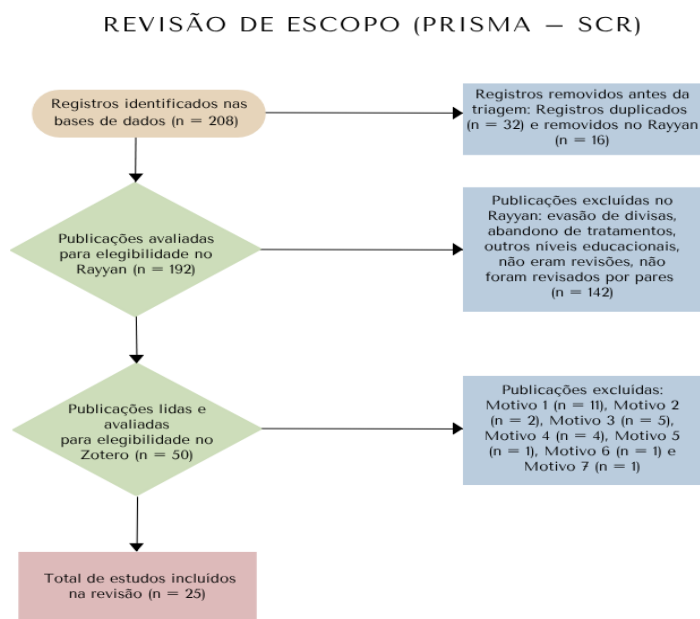 REVISÃO DE ESCOPO (PRISMA – SCR)
Registros identificados nas
bases de dados (n = 208)
Registros removidos antes da
triagem: Registros duplicados
(n = 32) e removidos no Rayyan
(n = 16)
Publicações avaliadas
para elegibilidade no
Rayyan (n = 192)
Publicações excluídas no
Rayyan: evasão de divisas,
abandono de tratamentos,
outros níveis educacionais,
não eram revisões, não
foram revisados por pares
(n = 142)
Publicações lidas e
avaliadas
para elegibilidade no
Zotero (n = 50)
Publicações excluídas:
Motivo 1 (n = 11), Motivo 2
(n = 2), Motivo 3 (n = 5),
Motivo 4 (n = 4), Motivo 5
(n = 1), Motivo 6 (n = 1) e
Motivo 7 (n = 1)
Total de estudos incluídos
na revisão (n = 25)